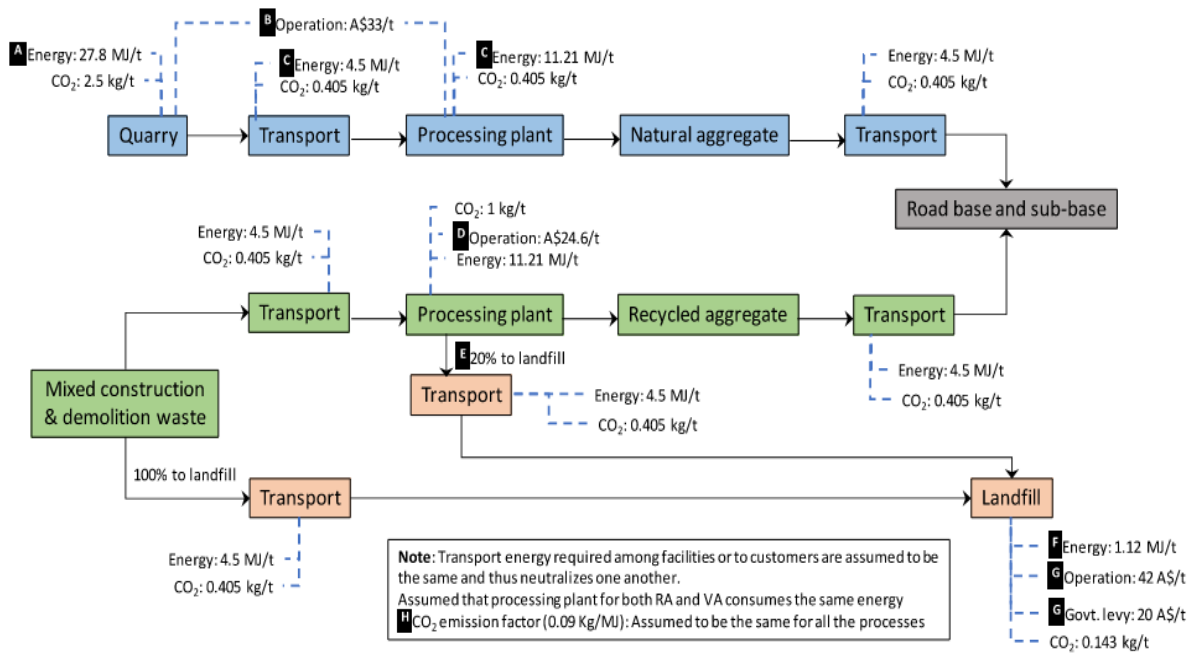 B Operation: A$33/t
A Energy: 27.8 MJ/t
CO₂: 2.5 kg/t
C Energy: 4.5 MJ/t
CO₂: 0.405 kg/t
C Energy: 11.21 MJ/t
CO₂: 0.405 kg/t
Energy: 4.5 MJ/t
CO₂: 0.405 kg/t
Quarry
Transport
Processing plant
Natural aggregate
Transport
Road base and sub-base
Energy: 4.5 MJ/t
CO₂: 0.405 kg/t
CO₂: 1 kg/t
D Operation: A$24.6/t
Energy: 11.21 MJ/t
Transport
Processing plant
Recycled aggregate
Transport
E 20% to landfill
Energy: 4.5 MJ/t
CO₂: 0.405 kg/t
Mixed construction
& demolition waste
Transport
Energy: 4.5 MJ/t
CO₂: 0.405 kg/t
100% to landfill
Transport
Landfill
Energy: 4.5 MJ/t
CO₂: 0.405 kg/t
Note: Transport energy required among facilities or to customers are assumed to be
the same and thus neutralizes one another.
Assumed that processing plant for both RA and VA consumes the same energy
H CO₂ emission factor (0.09 Kg/MJ): Assumed to be the same for all the processes
F Energy: 1.12 MJ/t
G Operation: 42 A$/t
G Govt. levy: 20 A$/t
CO₂: 0.143 kg/t